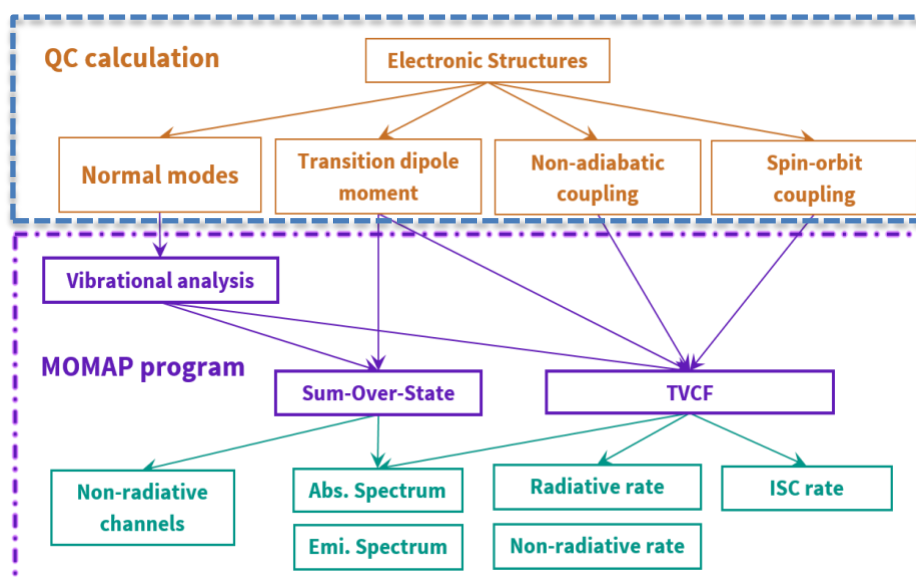 QC calculation
Electronic Structures
Normal modes
Transition dipole
moment
Non-adiabatic
coupling
Spin-orbit
coupling
Vibrational analysis
MOMAP program
Sum-Over-State
TVCF
Non-radiative
channels
Abs. Spectrum
Radiative rate
ISC rate
Emi. Spectrum
Non-radiative rate